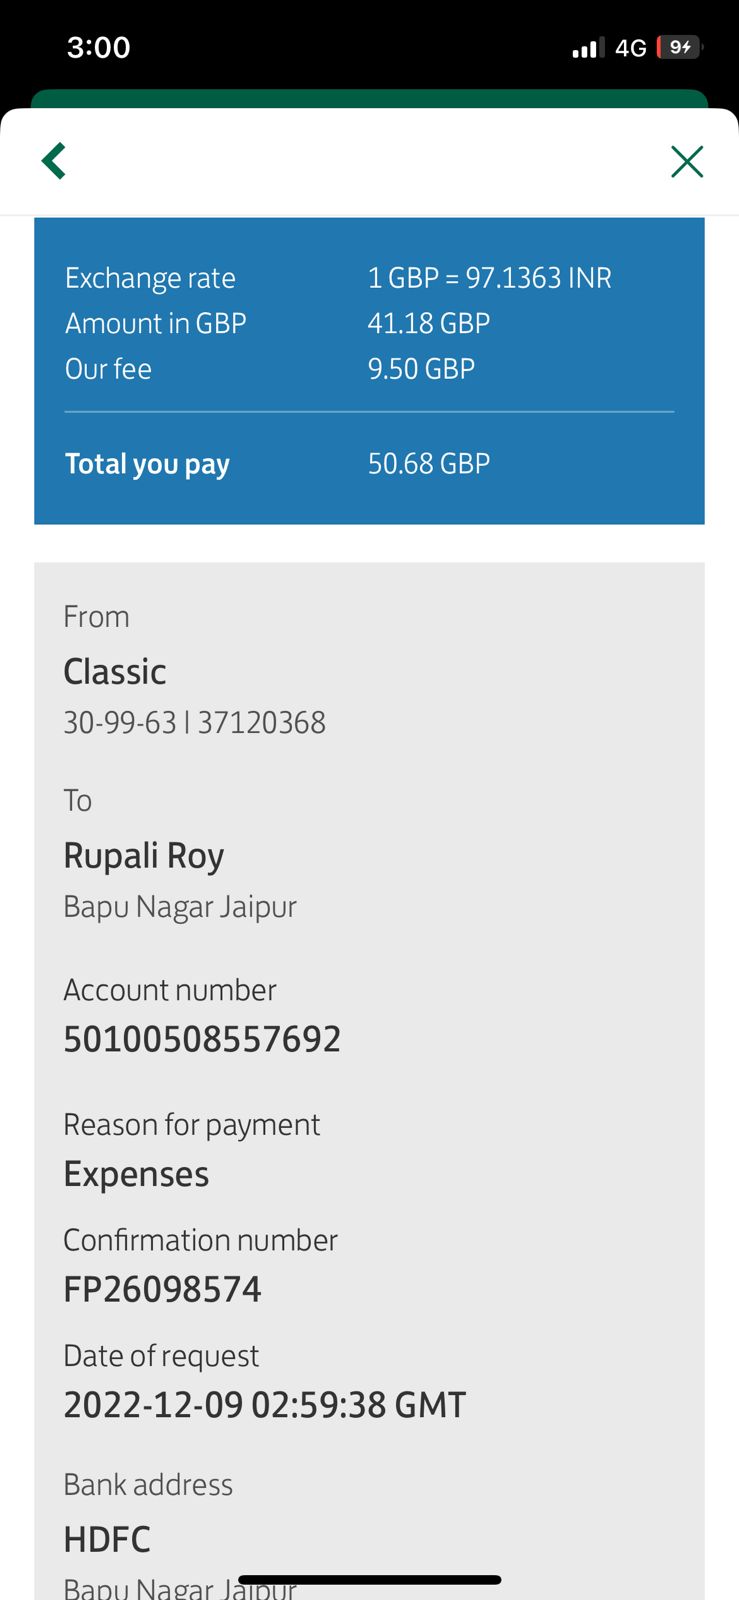 3:00
4G
9
Exchange rate 1 GBP = 97.1363 INR
Amount in GBP 41.18 GBP
Our fee 9.50 GBP
Total you pay 50.68 GBP
From
Classic
30-99-63 | 37120368
To
Rupali Roy
Bapu Nagar Jaipur
Account number
50100508557692
Reason for payment
Expenses
Confirmation number
FP26098574
Date of request
2022-12-09 02:59:38 GMT
Bank address
HDFC
Bapu Nagar Jaipur